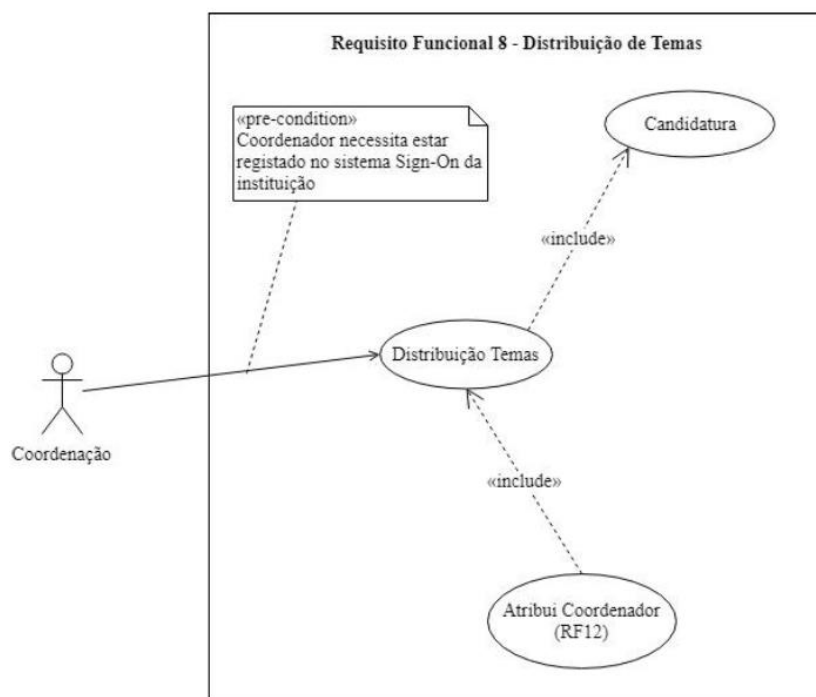 Requisito Funcional 8 - Distribuição de Temas
«pre-condition»
Coordenador necessita estar
registado no sistema Sign-On da
instituição
Candidatura
«include»
Distribuição Temas
Coordenação
«include»
Atribui Coordenador
(RF12)